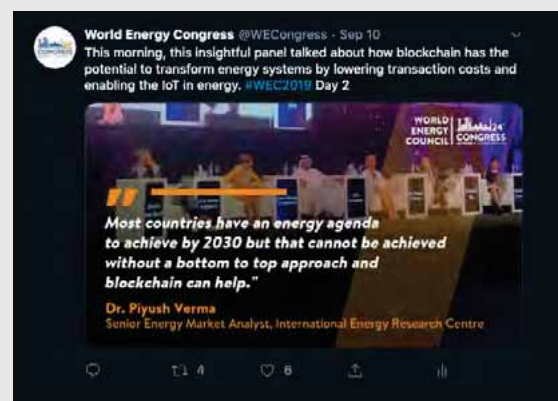 World Energy Congress @WECongress · Sep 10
This morning, this insightful panel talked about how blockchain has the
potential to transform energy systems by lowering transaction costs and
enabling the IoT in energy. #WEC2019 Day 2
WORLD
ENERGY
COUNCIL
24
CONGRESS
Most countries have an energy agenda
to achieve by 2030 but that cannot be achieved
without a bottom to top approach and
blockchain can help."
Dr. Piyush Verma
Senior Energy Market Analyst, International Energy Research Centre
4
6